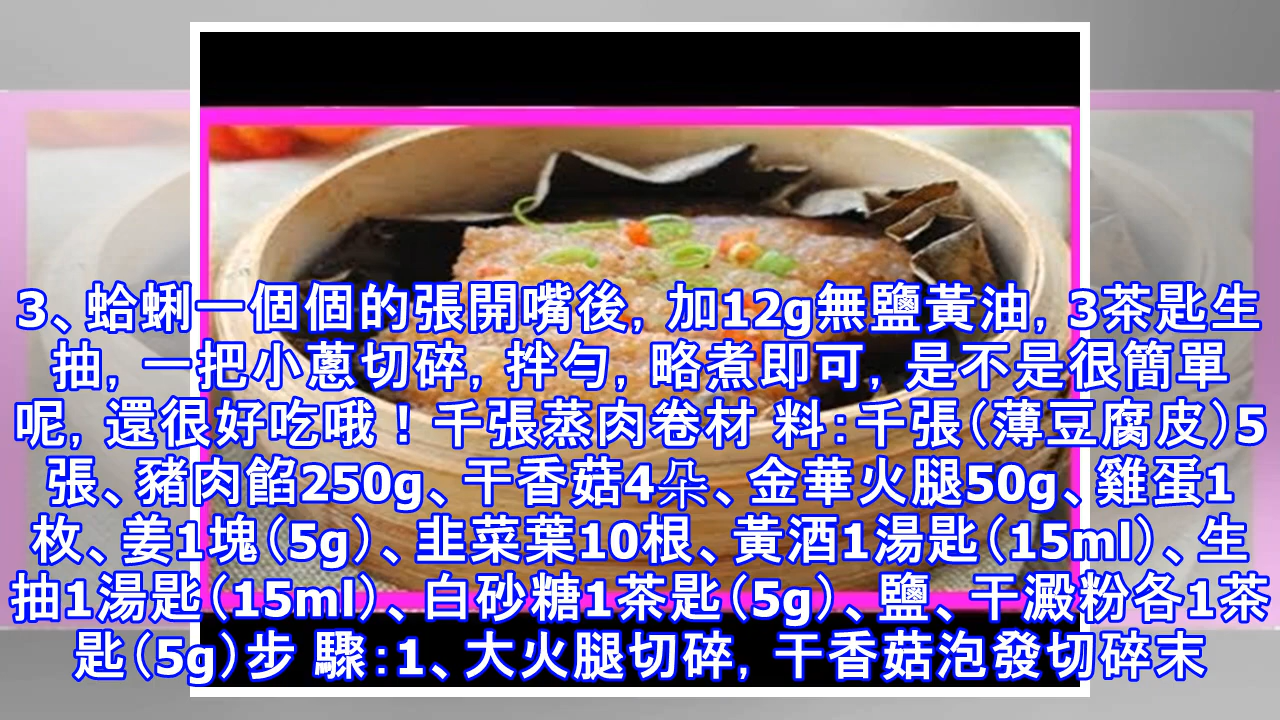 3、蛤蜊一個個的張開嘴後, 加12g無鹽黃油, 3茶匙生
抽, 一把小蔥切碎, 拌勻, 略煮即可, 是不是很簡單
呢, 還很好吃哦！千張蒸肉卷材 料：千張（薄豆腐皮）5
張、豬肉餡250g、干香菇4朵、金華火腿50g、雞蛋1
枚、姜1塊（5g）、韭菜葉10根、黃酒1湯匙（15ml）、生
抽1湯匙（15ml）、白砂糖1茶匙（5g）、鹽、干澱粉各1茶
匙（5g）步 驟：1、大火腿切碎, 干香菇泡發切碎末